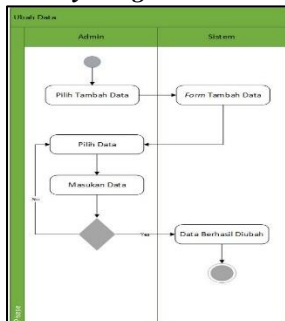 Ubah Data
Admin
Sistem
Pilih Tambah Data
Form Tambah Data
Pilih Data
Masukan Data
No
Yes
Data Berhasil Diubah
Phase